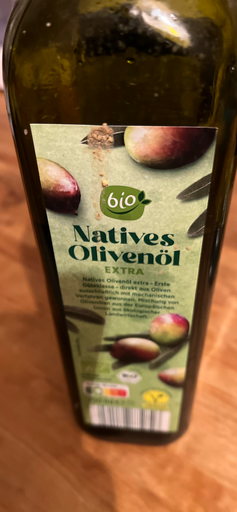 bio
Natives
Olivenöl
EXTRA
Natives Olivenöl extra - Erste
Güteklasse - direkt aus Oliven
ausschließlich mit mechanischen
Verfahren gewonnen. Mischung von
Olivenölen aus der Europäischen
Union aus ökologischer
Landwirtschaft.
Bio